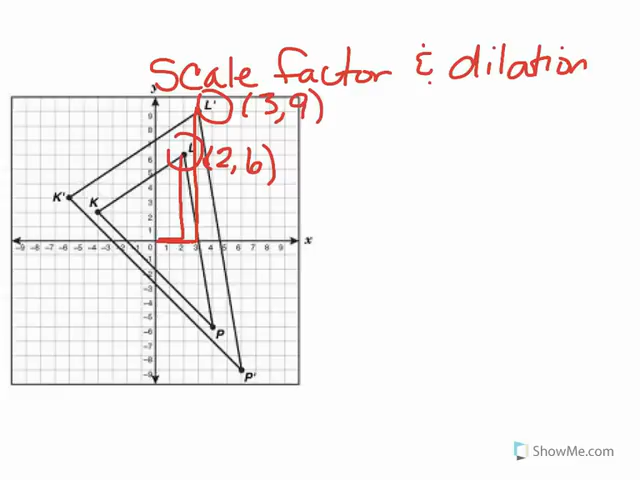 Scale factor & dilation
y
L' (3,9)
L (2,6)
K'
K
-9 -8 -7 -6 -5 -4 -3 -2 -1 0 1 2 3 4 5 6 7 8 9 x
9
8
7
6
5
4
3
2
1
-1
-2
-3
-4
-5
-6
-7
-8
-9
P
P'
ShowMe.com